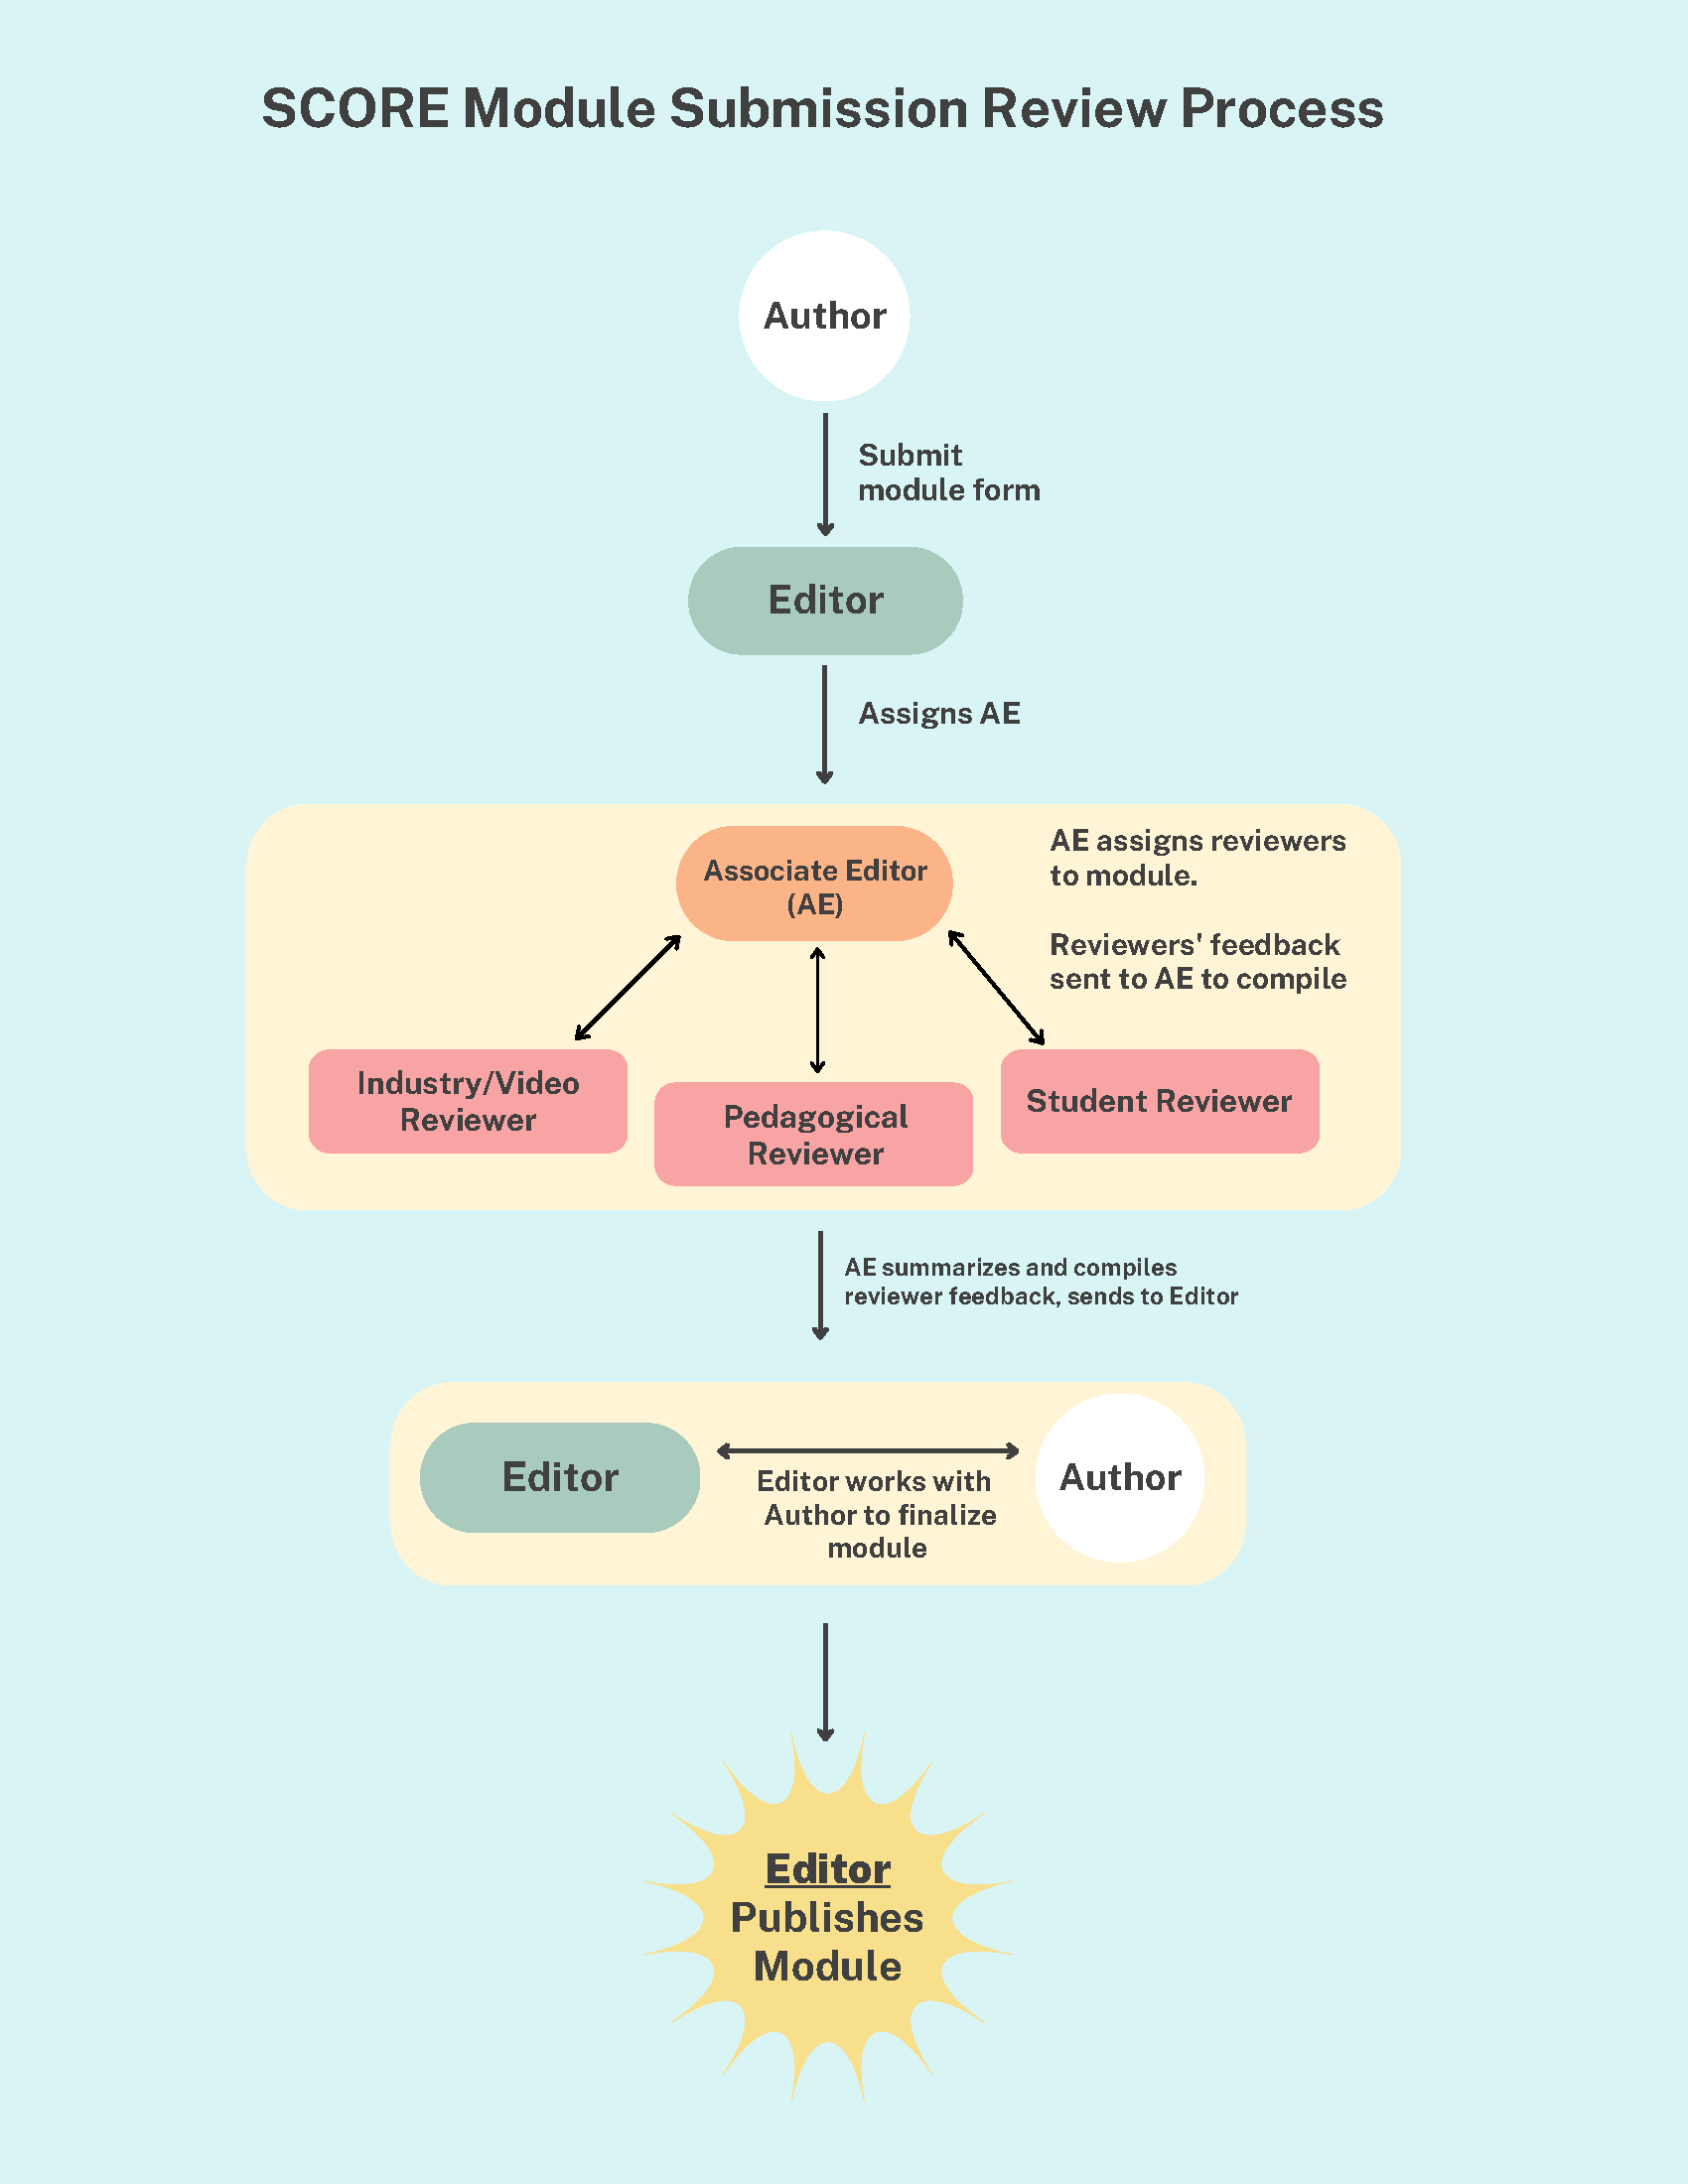 SCORE Module Submission Review Process
Author
Submit
module form
Editor
Assigns AE
Associate Editor
(AE)
AE assigns reviewers
to module.
Reviewers' feedback
sent to AE to compile
Industry/Video
Reviewer
Pedagogical
Reviewer
Student Reviewer
AE summarizes and compiles
reviewer feedback, sends to Editor
Editor
Editor works with
Author to finalize
module
Author
Editor
Publishes
Module